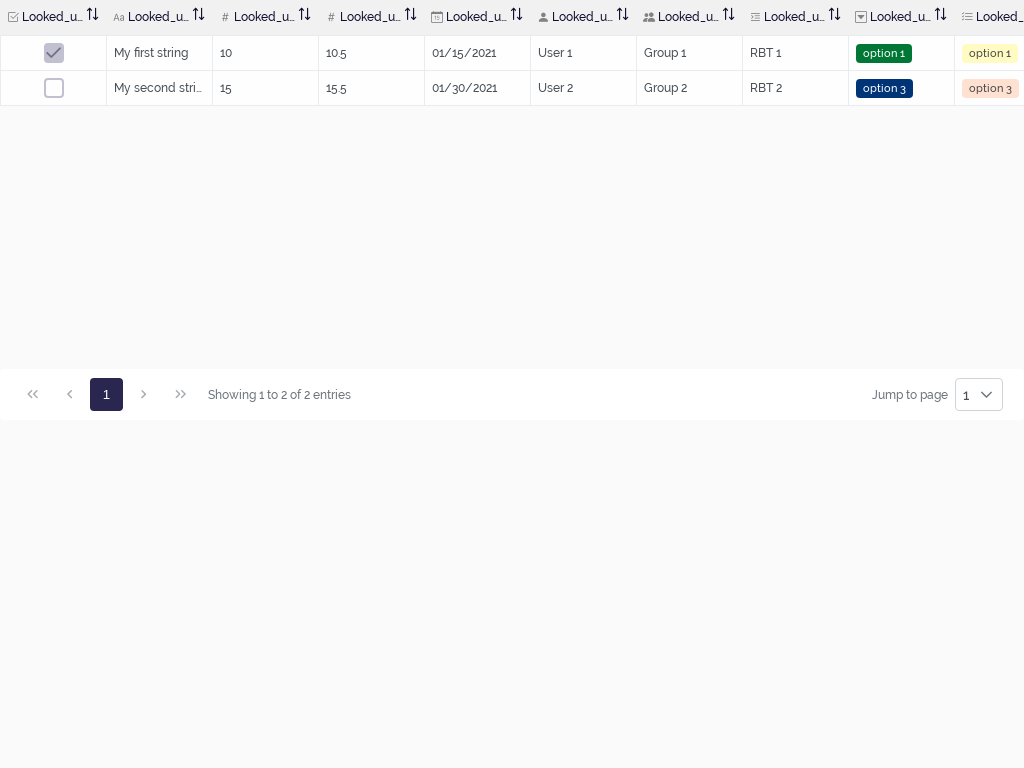 Looked_u... Aa Looked_u... # Looked_u... # Looked_u... Looked_u... Looked_u... Looked_u... Looked_u... Looked_u... Looked_
My first string 10 10.5 01/15/2021 User 1 Group 1 RBT 1 option 1 option 1
My second stri... 15 15.5 01/30/2021 User 2 Group 2 RBT 2 option 3 option 3
1 Showing 1 to 2 of 2 entries Jump to page 1